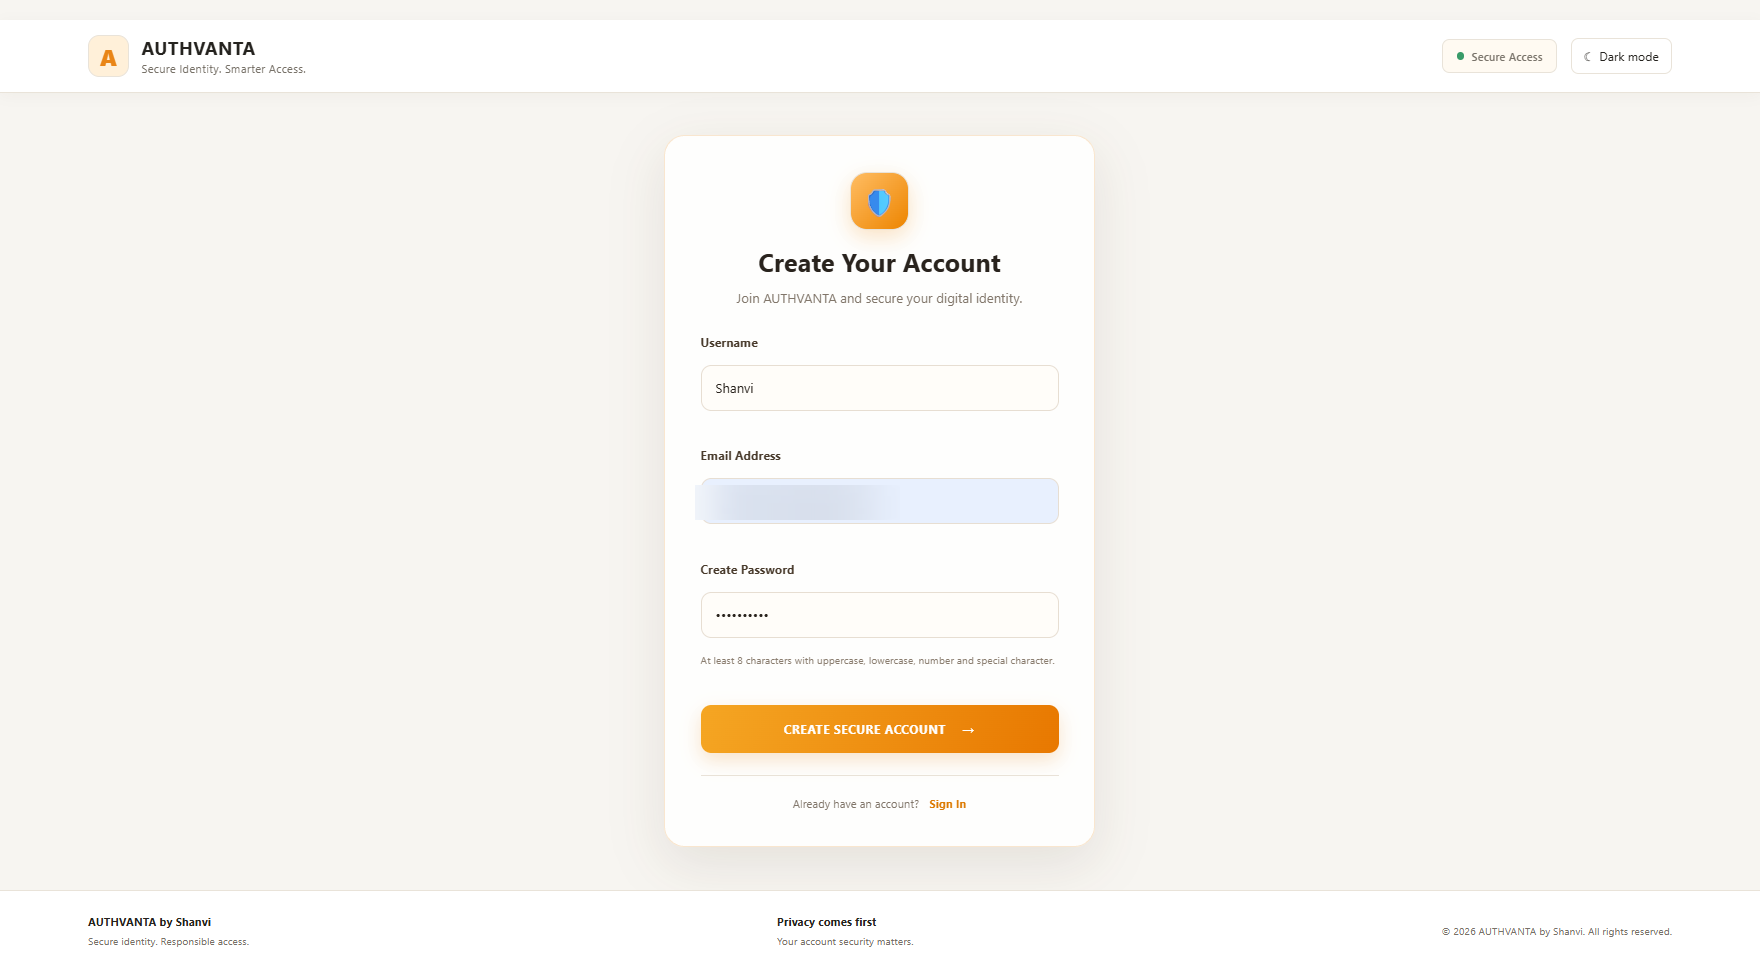 A
AUTHVANTA
Secure Identity. Smarter Access.
Secure Access
Dark mode
Create Your Account
Join AUTHVANTA and secure your digital identity.
Username
Shanvi
Email Address
Create Password
••••••••••
At least 8 characters with uppercase, lowercase, number and special character.
CREATE SECURE ACCOUNT →
Already have an account? Sign In
AUTHVANTA by Shanvi
Secure identity. Responsible access.
Privacy comes first
Your account security matters.
© 2026 AUTHVANTA by Shanvi. All rights reserved.